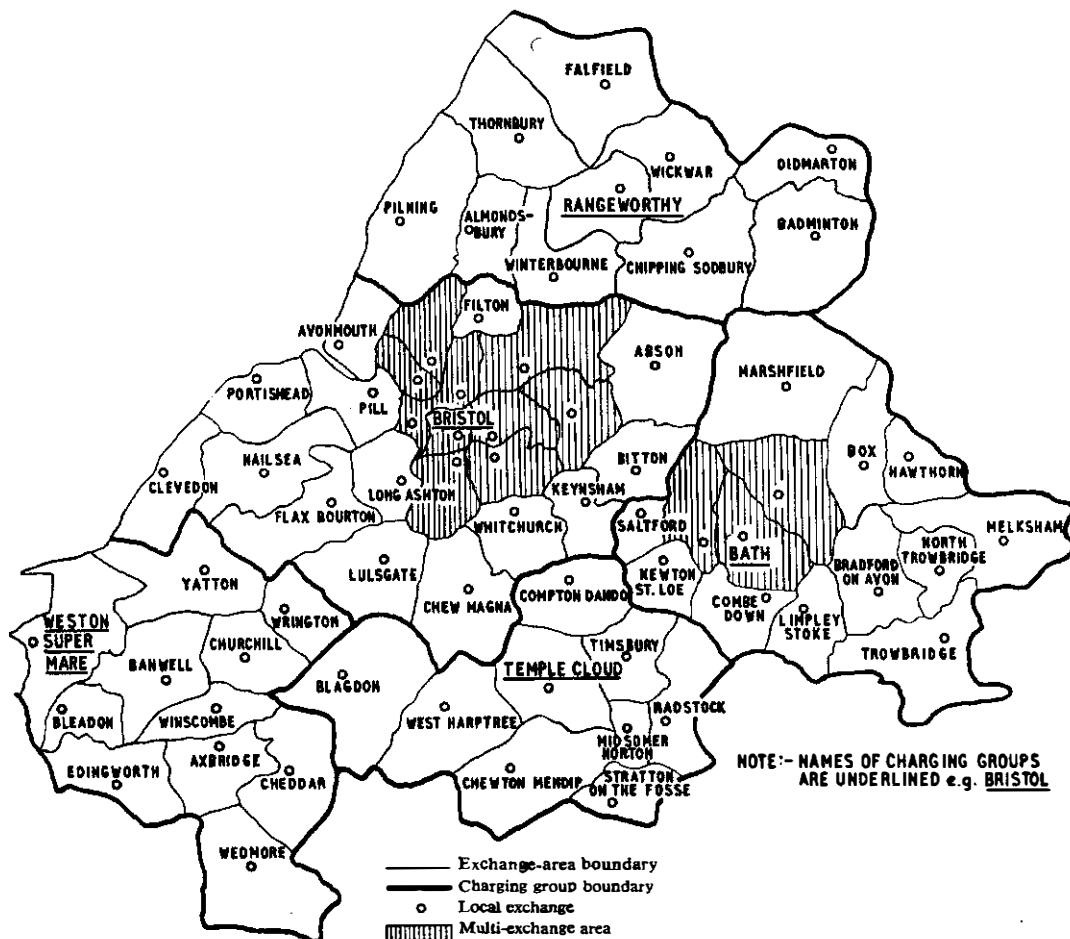 FALFIELD
THORNBURY
WICKWAR
DIDMARTON
RANGEWORTHY
PILNING
ALMONDS-
BURY
BADMINTON
WINTERBOURNE
CHIPPING SODBURY
FILTON
AVONMOUTH
ABSON
MARSHFIELD
PORTISHEAD
PILL
BRISTOL
NAILSEA
BITTON
BOX
HAWTHORN
CLEVEDON
LONG ASHTON
KEYNSHAM
FLAX BOURTON
WHITCHURCH
SALTFORD
MELKSHAM
NORTH
TROWBRIDGE
BATH
BRADFORD
ON AVON
YATTON
LULSGATE
KEWTON
ST. LOE
CHEW MAGNA
COMPTON DANDO
COMBE
DOWN
LIMPLEY
STOKE
WRINGTON
WESTON
SUPER
MARE
CHURCHILL
TIMSBURY
TROWBRIDGE
BANWELL
TEMPLE CLOUD
BLAGDON
BLEADON
WINSCOMBE
WEST HARPTREE
RADSTOCK
MIDSOMER
NORTON
AXBRIDGE
EDINGWORTH
CHEDDAR
CHEWTON MENDIP
STRATTON
ON THE FOSSE
NOTE:- NAMES OF CHARGING GROUPS
ARE UNDERLINED e.g. BRISTOL
WEDMORE
Exchange-area boundary
Charging group boundary
Local exchange
Multi-exchange area